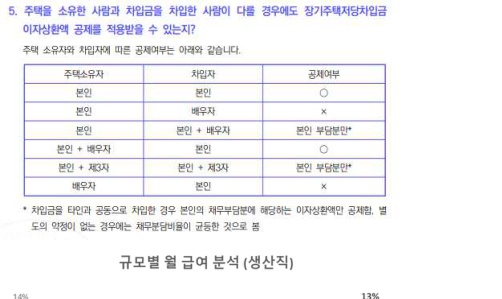 5. 주택을 소유한 사람과 차입금을 차입한 사람이 다를 경우에도 장기주택저당차입금
이자상환액 공제를 적용받을 수 있는지?
주택 소유자와 차입자에 따른 공제여부는 아래와 같습니다.
주택소유자 차입자 공제여부
본인 본인 ○
본인 배우자 ×
본인 본인 + 배우자 본인 부담분만*
본인 + 배우자 본인 ○
본인 + 제3자 본인 + 제3자 본인 부담분만*
배우자 본인 ×
* 차입금을 타인과 공동으로 차입한 경우 본인의 채무부담분에 해당하는 이자상환액만 공제함, 별
도의 약정이 없는 경우에는 채무분담비율이 균등한 것으로 봄
규모별 월 급여 분석 (생산직)
14% 13%